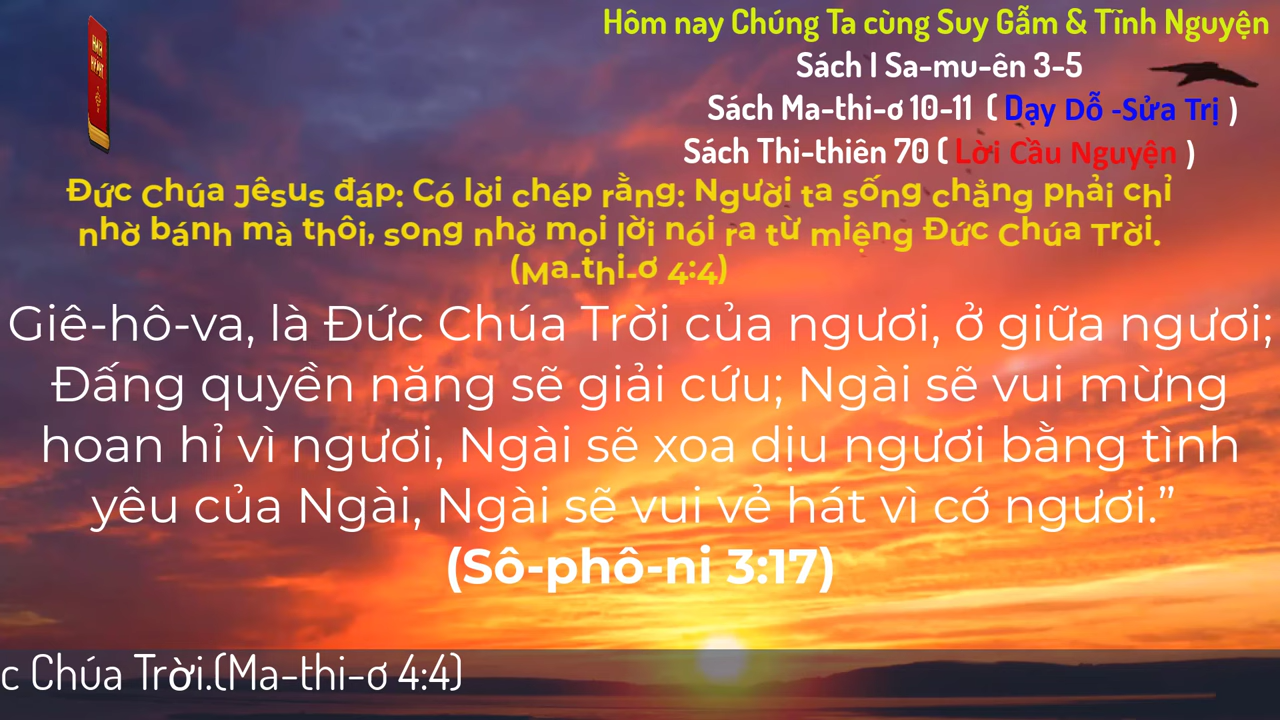 Hôm nay Chúng Ta cùng Suy Gẫm & Tĩnh Nguyện
Sách I Sa-mu-ên 3-5
Sách Ma-thi-ơ 10-11 ( Dạy Dỗ -Sửa Trị )
Sách Thi-thiên 70 ( Lời Cầu Nguyện )
Đức Chúa Jêsus đáp: Có lời chép rằng: Người ta sống chẳng phải chỉ
nhờ bánh mà thôi, song nhờ mọi lời nói ra từ miệng Đức Chúa Trời.
(Ma-thi-ơ 4:4)
Giê-hô-va, là Đức Chúa Trời của ngươi, ở giữa ngươi;
Đấng quyền năng sẽ giải cứu; Ngài sẽ vui mừng
hoan hỉ vì ngươi, Ngài sẽ xoa dịu ngươi bằng tình
yêu của Ngài, Ngài sẽ vui vẻ hát vì cớ ngươi.”
(Sô-phô-ni 3:17)
c Chúa Trời.(Ma-thi-ơ 4:4)